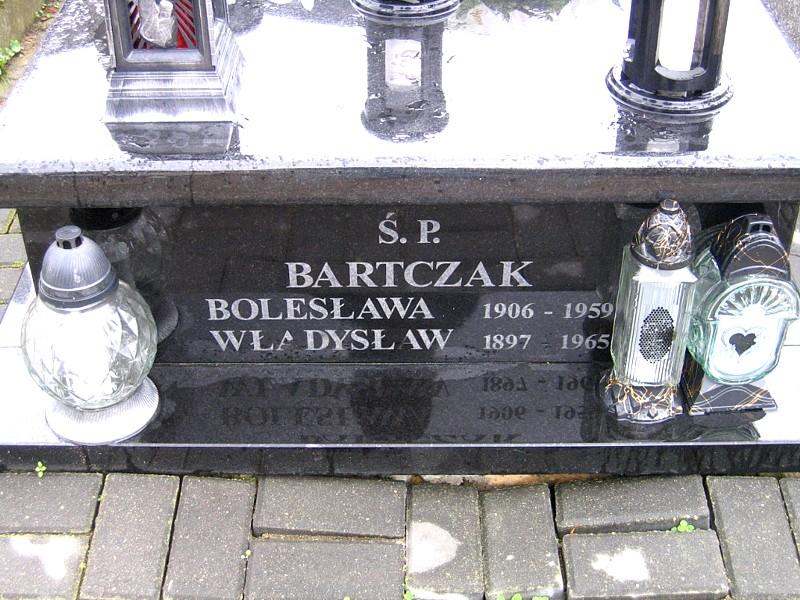 Ś. P.
BARTCZAK
BOLESŁAWA 1906 - 1959
WŁADYSŁAW 1897 - 1965